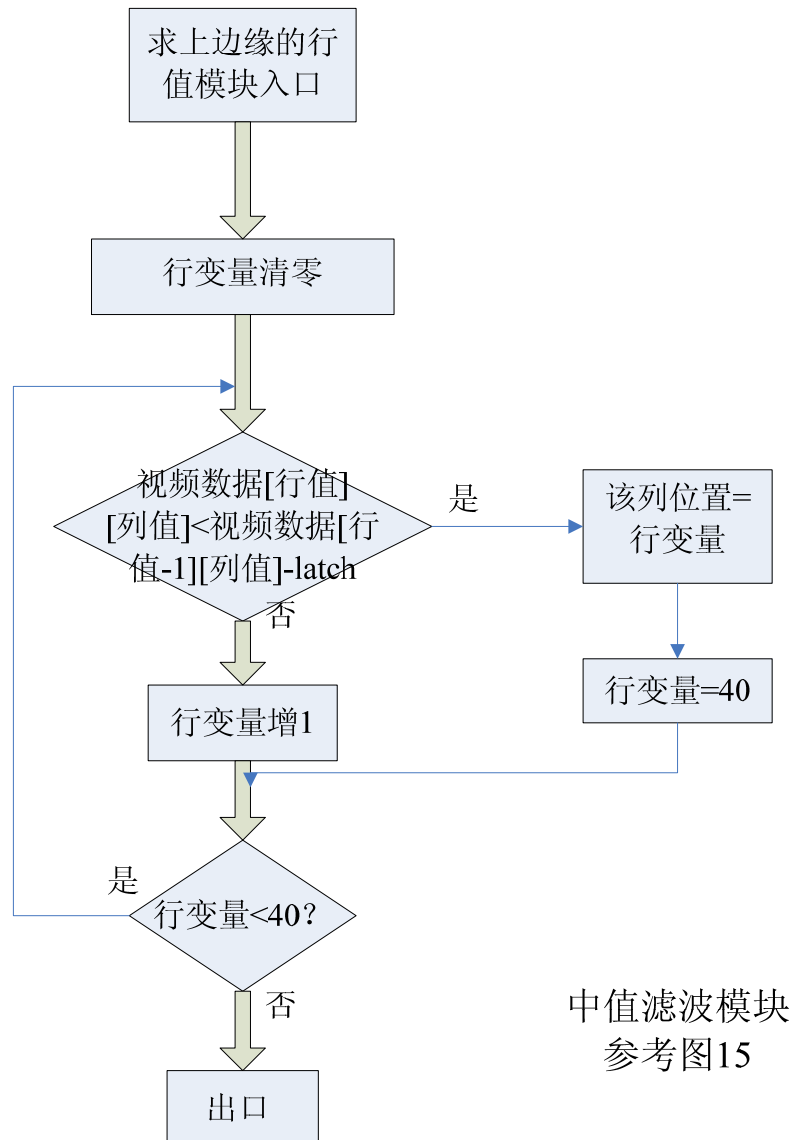 求上边缘的行
值模块入口
行变量清零
视频数据[行值]
[列值]<视频数据[行
值-1][列值]-latch
是
该列位置=
行变量
否
行变量=40
行变量增1
是
行变量<40？
否
中值滤波模块
参考图15
出口